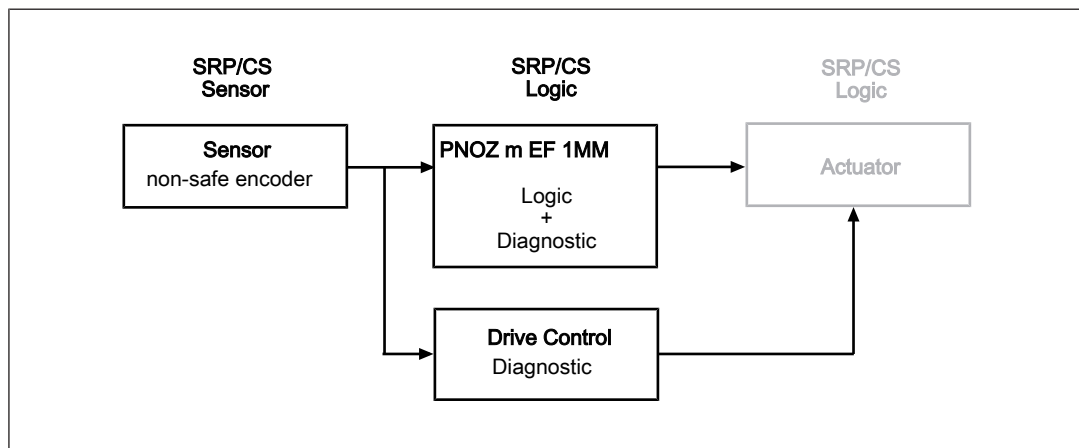 SRP/CS
Sensor
SRP/CS
Logic
SRP/CS
Logic
Sensor
non-safe encoder
PNOZ m EF 1MM
Logic
+
Diagnostic
Actuator
Drive Control
Diagnostic